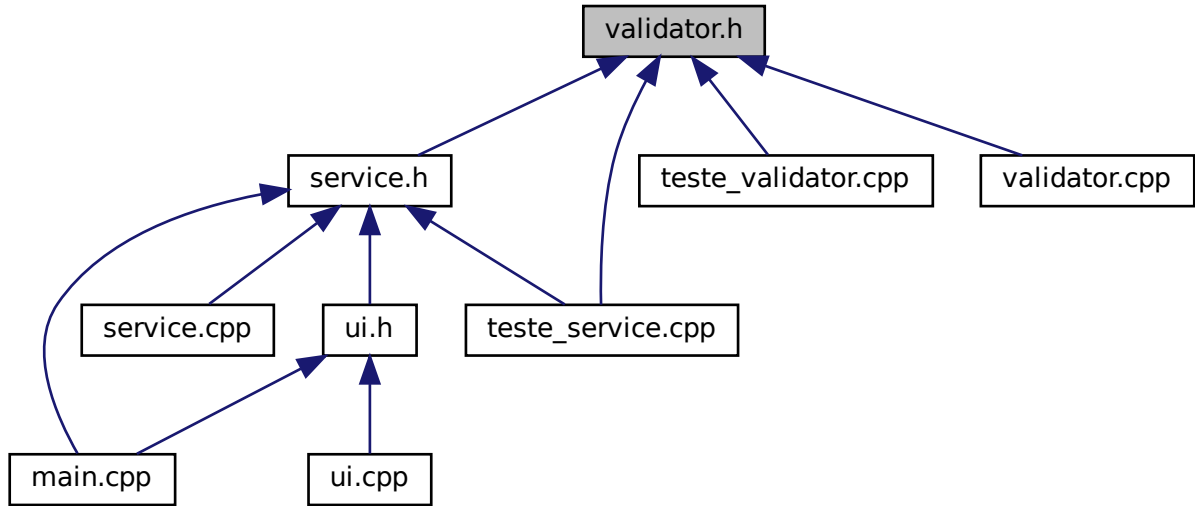 validator.h
service.h
teste_validator.cpp
validator.cpp
service.cpp
ui.h
teste_service.cpp
main.cpp
ui.cpp